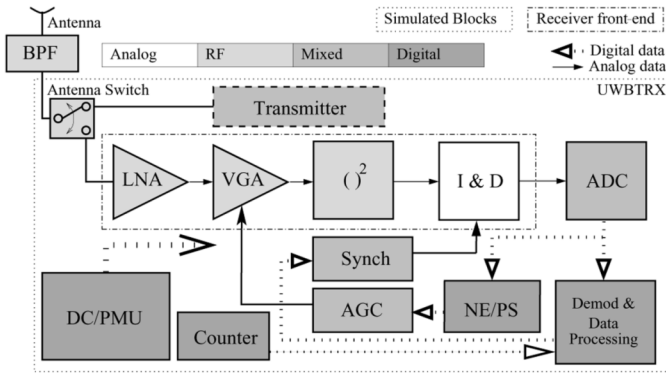 Antenna
Simulated Blocks
Receiver front-end
BPF
Analog
RF
Mixed
Digital
Digital data
Analog data
Antenna Switch
UWBTRX
Transmitter
LNA
VGA
( )²
I & D
ADC
Synch
DC/PMU
AGC
NE/PS
Demod &
Data
Processing
Counter